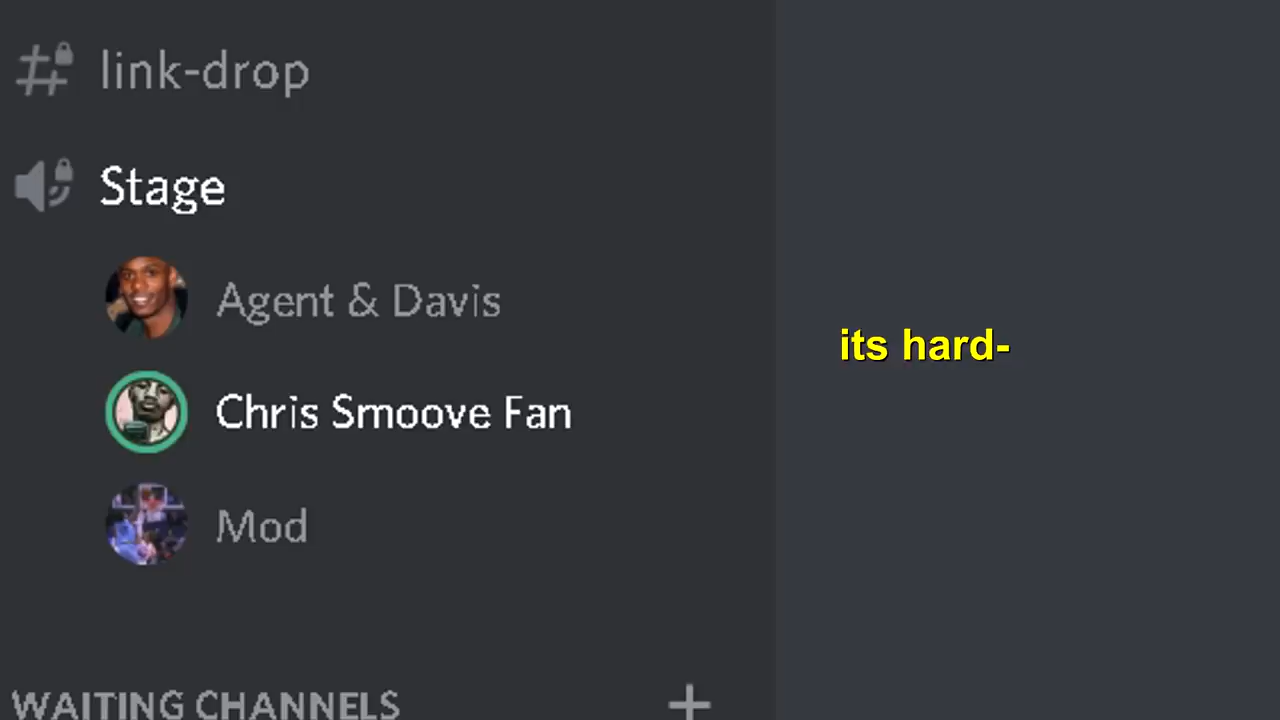 link-drop
Stage
Agent & Davis
its hard-
Chris Smoove Fan
Mod
WAITING CHANNELS